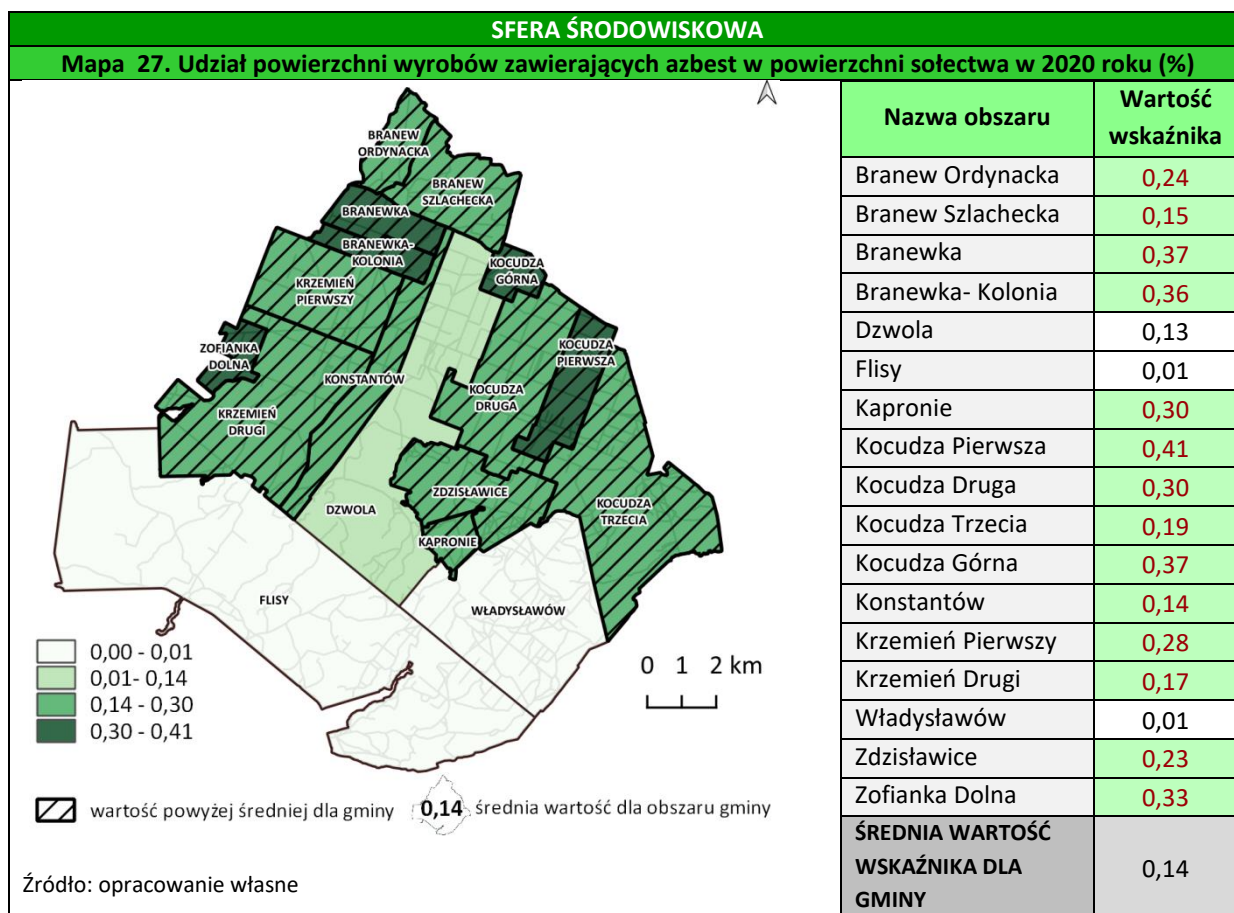 SFERA ŚRODOWISKOWA
Mapa 27. Udział powierzchni wyrobów zawierających azbest w powierzchni sołectwa w 2020 roku (%)
BRANEW
ORDYNACKA
BRANEW
SZLACHECKA
BRANEWKA
BRANEWKA-
KOLONIA
KOCUDZA
GÓRNA
KRZEMIEŃ
PIERWSZY
ZOFIANKA
DOLNA
KOCUDZA
PIERWSZA
KONSTANTÓW
KOCUDZA
DRUGA
KRZEMIEŃ
DRUGI
ZDZISŁAWICE
DZWOLA
KOCUDZA
TRZECIA
KAPRONIE
FLISY
WŁADYSŁAWÓW
0,00 - 0,01
0,01- 0,14
0,14 - 0,30
0,30 - 0,41
0 1 2 km
wartość powyżej średniej dla gminy
0,14 średnia wartość dla obszaru gminy
Źródło: opracowanie własne
Nazwa obszaru Wartość
wskaźnika
Branew Ordynacka 0,24
Branew Szlachecka 0,15
Branewka 0,37
Branewka- Kolonia 0,36
Dzwola 0,13
Flisy 0,01
Kapronie 0,30
Kocudza Pierwsza 0,41
Kocudza Druga 0,30
Kocudza Trzecia 0,19
Kocudza Górna 0,37
Konstantów 0,14
Krzemień Pierwszy 0,28
Krzemień Drugi 0,17
Władysławów 0,01
Zdzisławice 0,23
Zofianka Dolna 0,33
ŚREDNIA WARTOŚĆ
WSKAŹNIKA DLA 0,14
GMINY